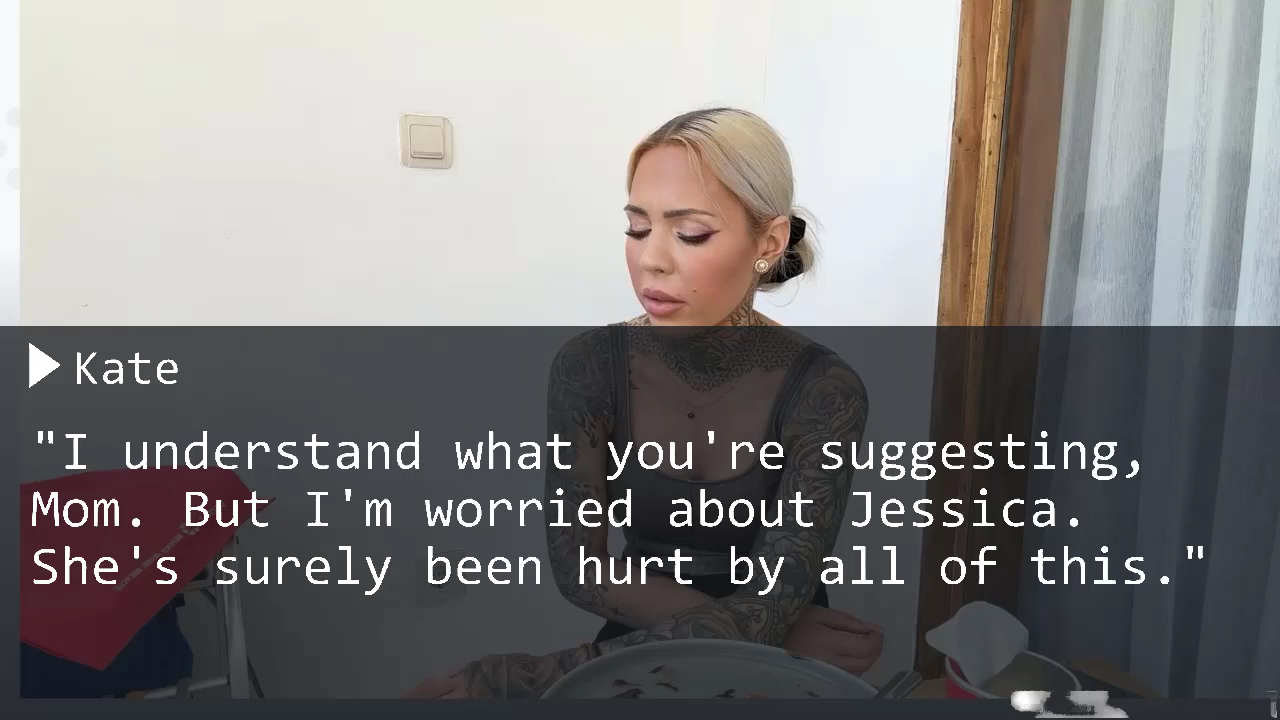 Kate
"I understand what you're suggesting,
Mom. But I'm worried about Jessica.
She's surely been hurt by all of this."